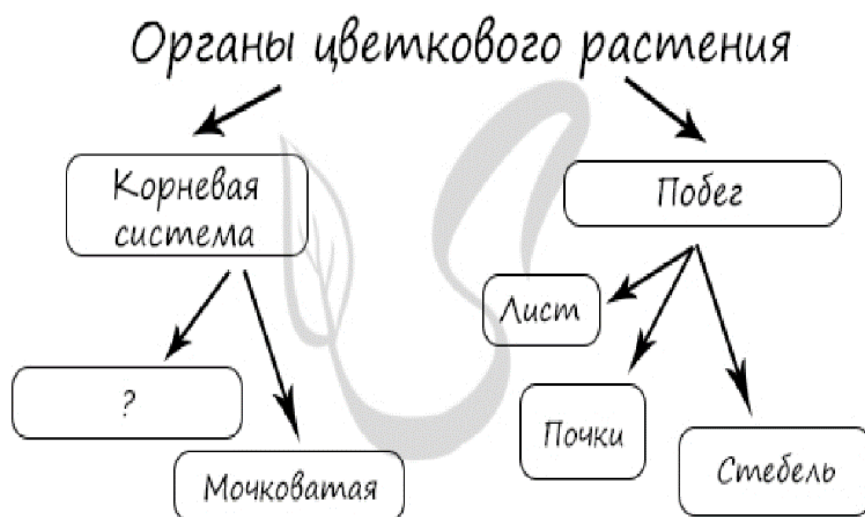 Органы цветкового растения
Корневая
система
Побег
Лист
?
Почки
Мочковатая
Стебель